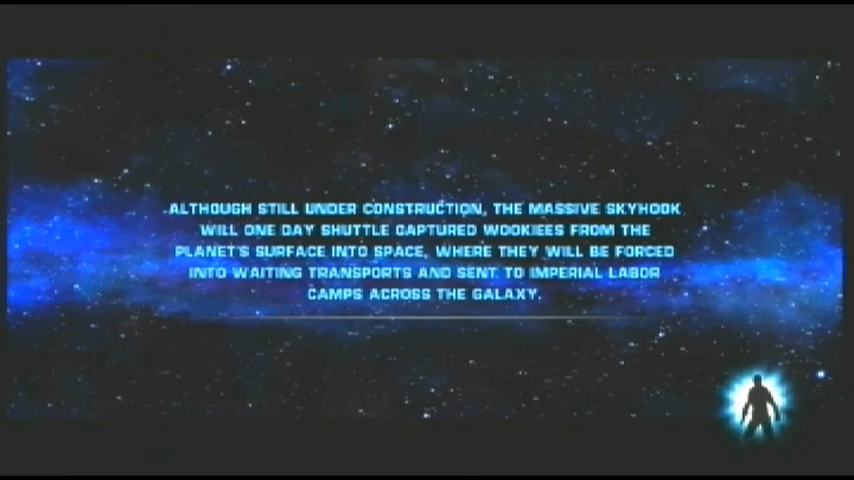 ALTHOUGH STILL UNDER CONSTRUCTION, THE MASSIVE SKYHOOK
WILL ONE DAY SHUTTLE CAPTURED WOOKIEES FROM THE
PLANET'S SURFACE INTO SPACE, WHERE THEY WILL BE FORCED
INTO WAITING TRANSPORTS AND SENT TO IMPERIAL LABOR
CAMPS ACROSS THE GALAXY.